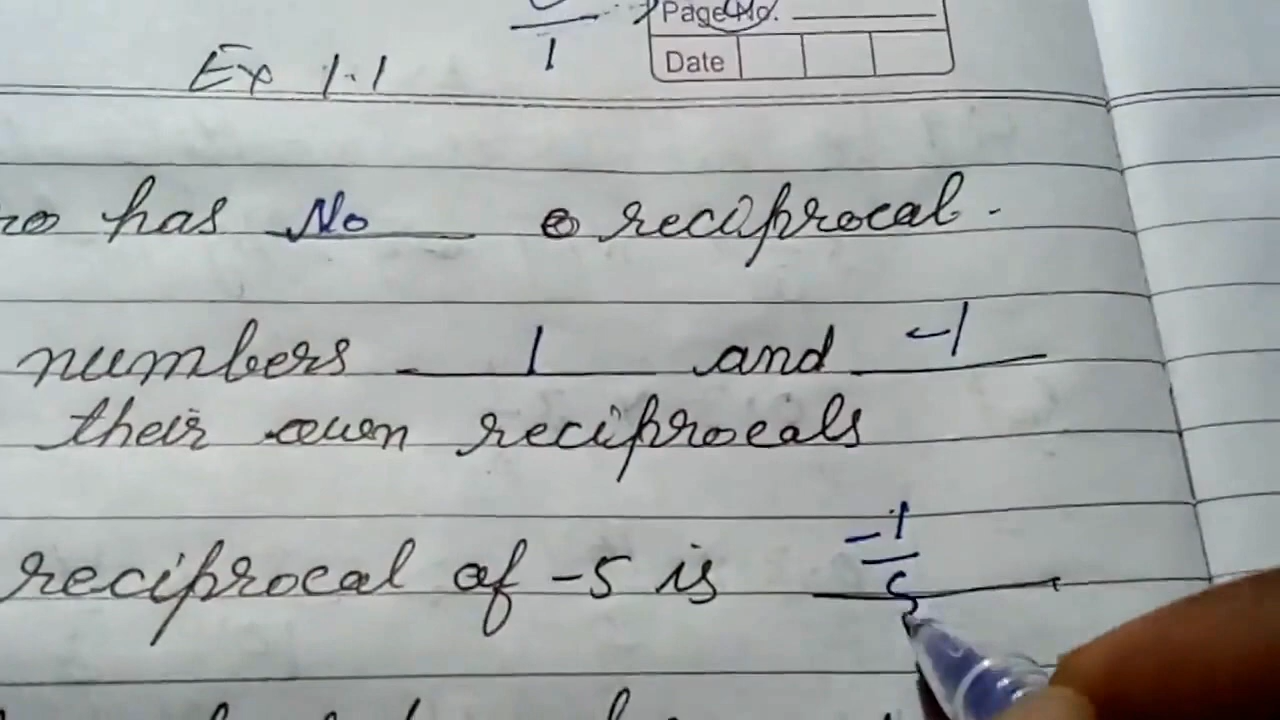 Page No.
Date
1
Ex 1.1
has No reciprocal.
numbers 1 and -1
their own reciprocals
reciprocal of -5 is -1/5